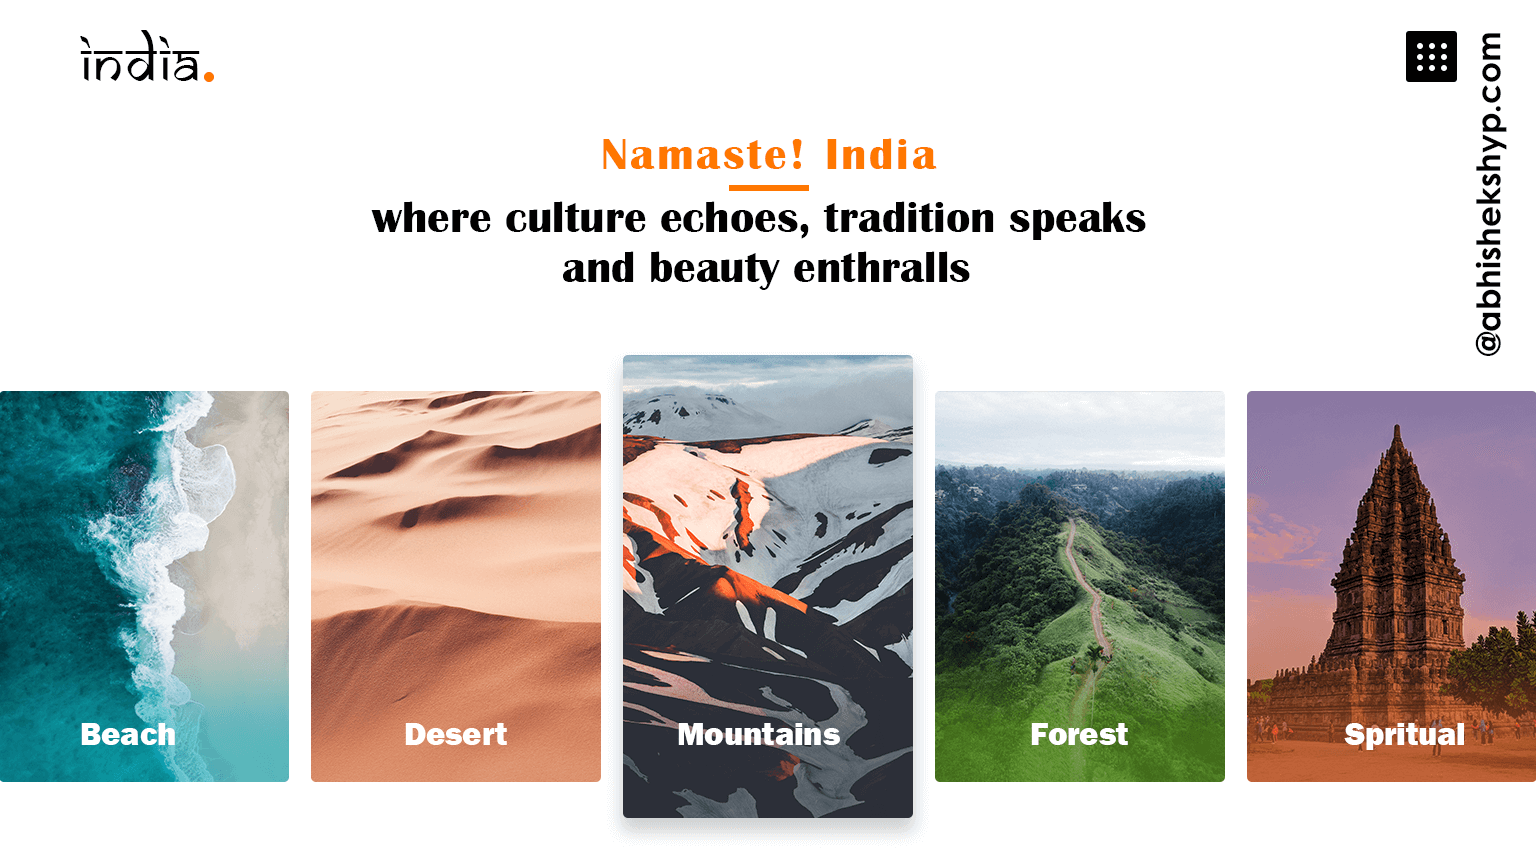 india.
@abhishekshyp.com
Namaste! India
where culture echoes, tradition speaks
and beauty enthralls
Beach
Desert
Mountains
Forest
Spritual